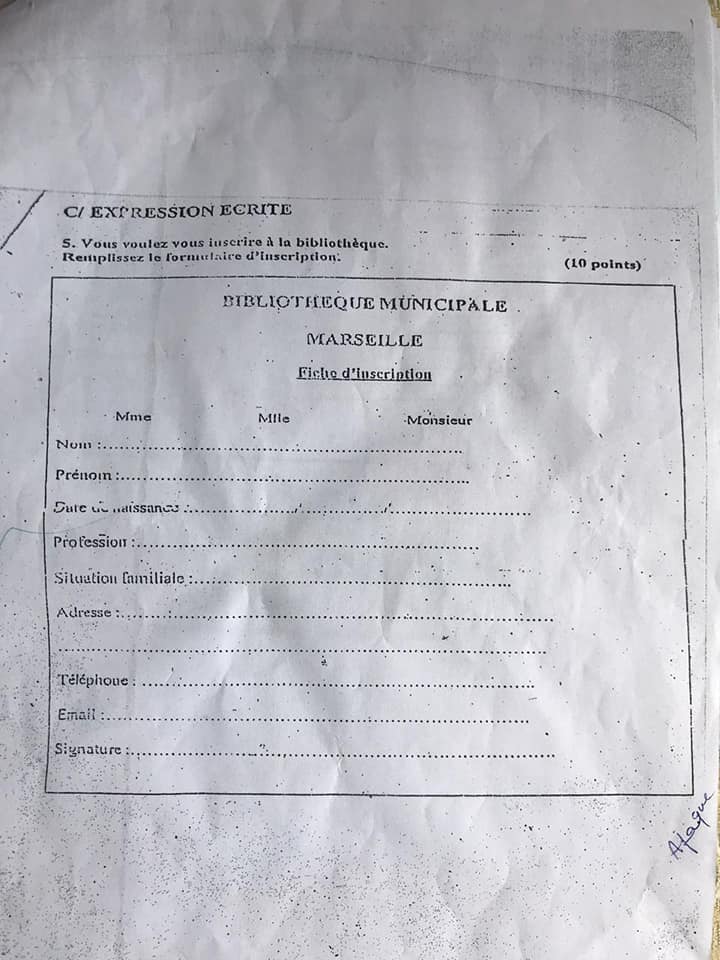 C/ EXPRESSION ECRITE
5. Vous voulez vous inscrire à la bibliothèque.
Remplissez le formulaire d'inscription.
(10 points)
BIBLIOTHEQUE MUNICIPALE
MARSEILLE
Fiche d'inscription
Mme Mlle Monsieur
Nom :..........................................................
Prénom :..........................................................
Date de naissance :................../................/........................
Profession :..........................................................
Situation familiale :..........................................................
Adresse :..........................................................
..........................................................
Téléphone :..........................................................
Email :..........................................................
Signature :..........................................................